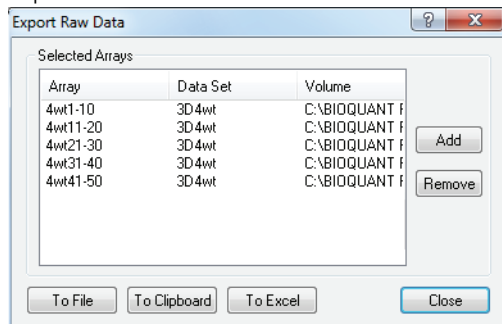 Export Raw Data
Selected Arrays
Array Data Set Volume
4wt1-10 3D4wt C:\BIOQUANT F
4wt11-20 3D4wt C:\BIOQUANT F
4wt21-30 3D4wt C:\BIOQUANT F
4wt31-40 3D4wt C:\BIOQUANT F
4wt41-50 3D4wt C:\BIOQUANT F
Add
Remove
To File To Clipboard To Excel Close